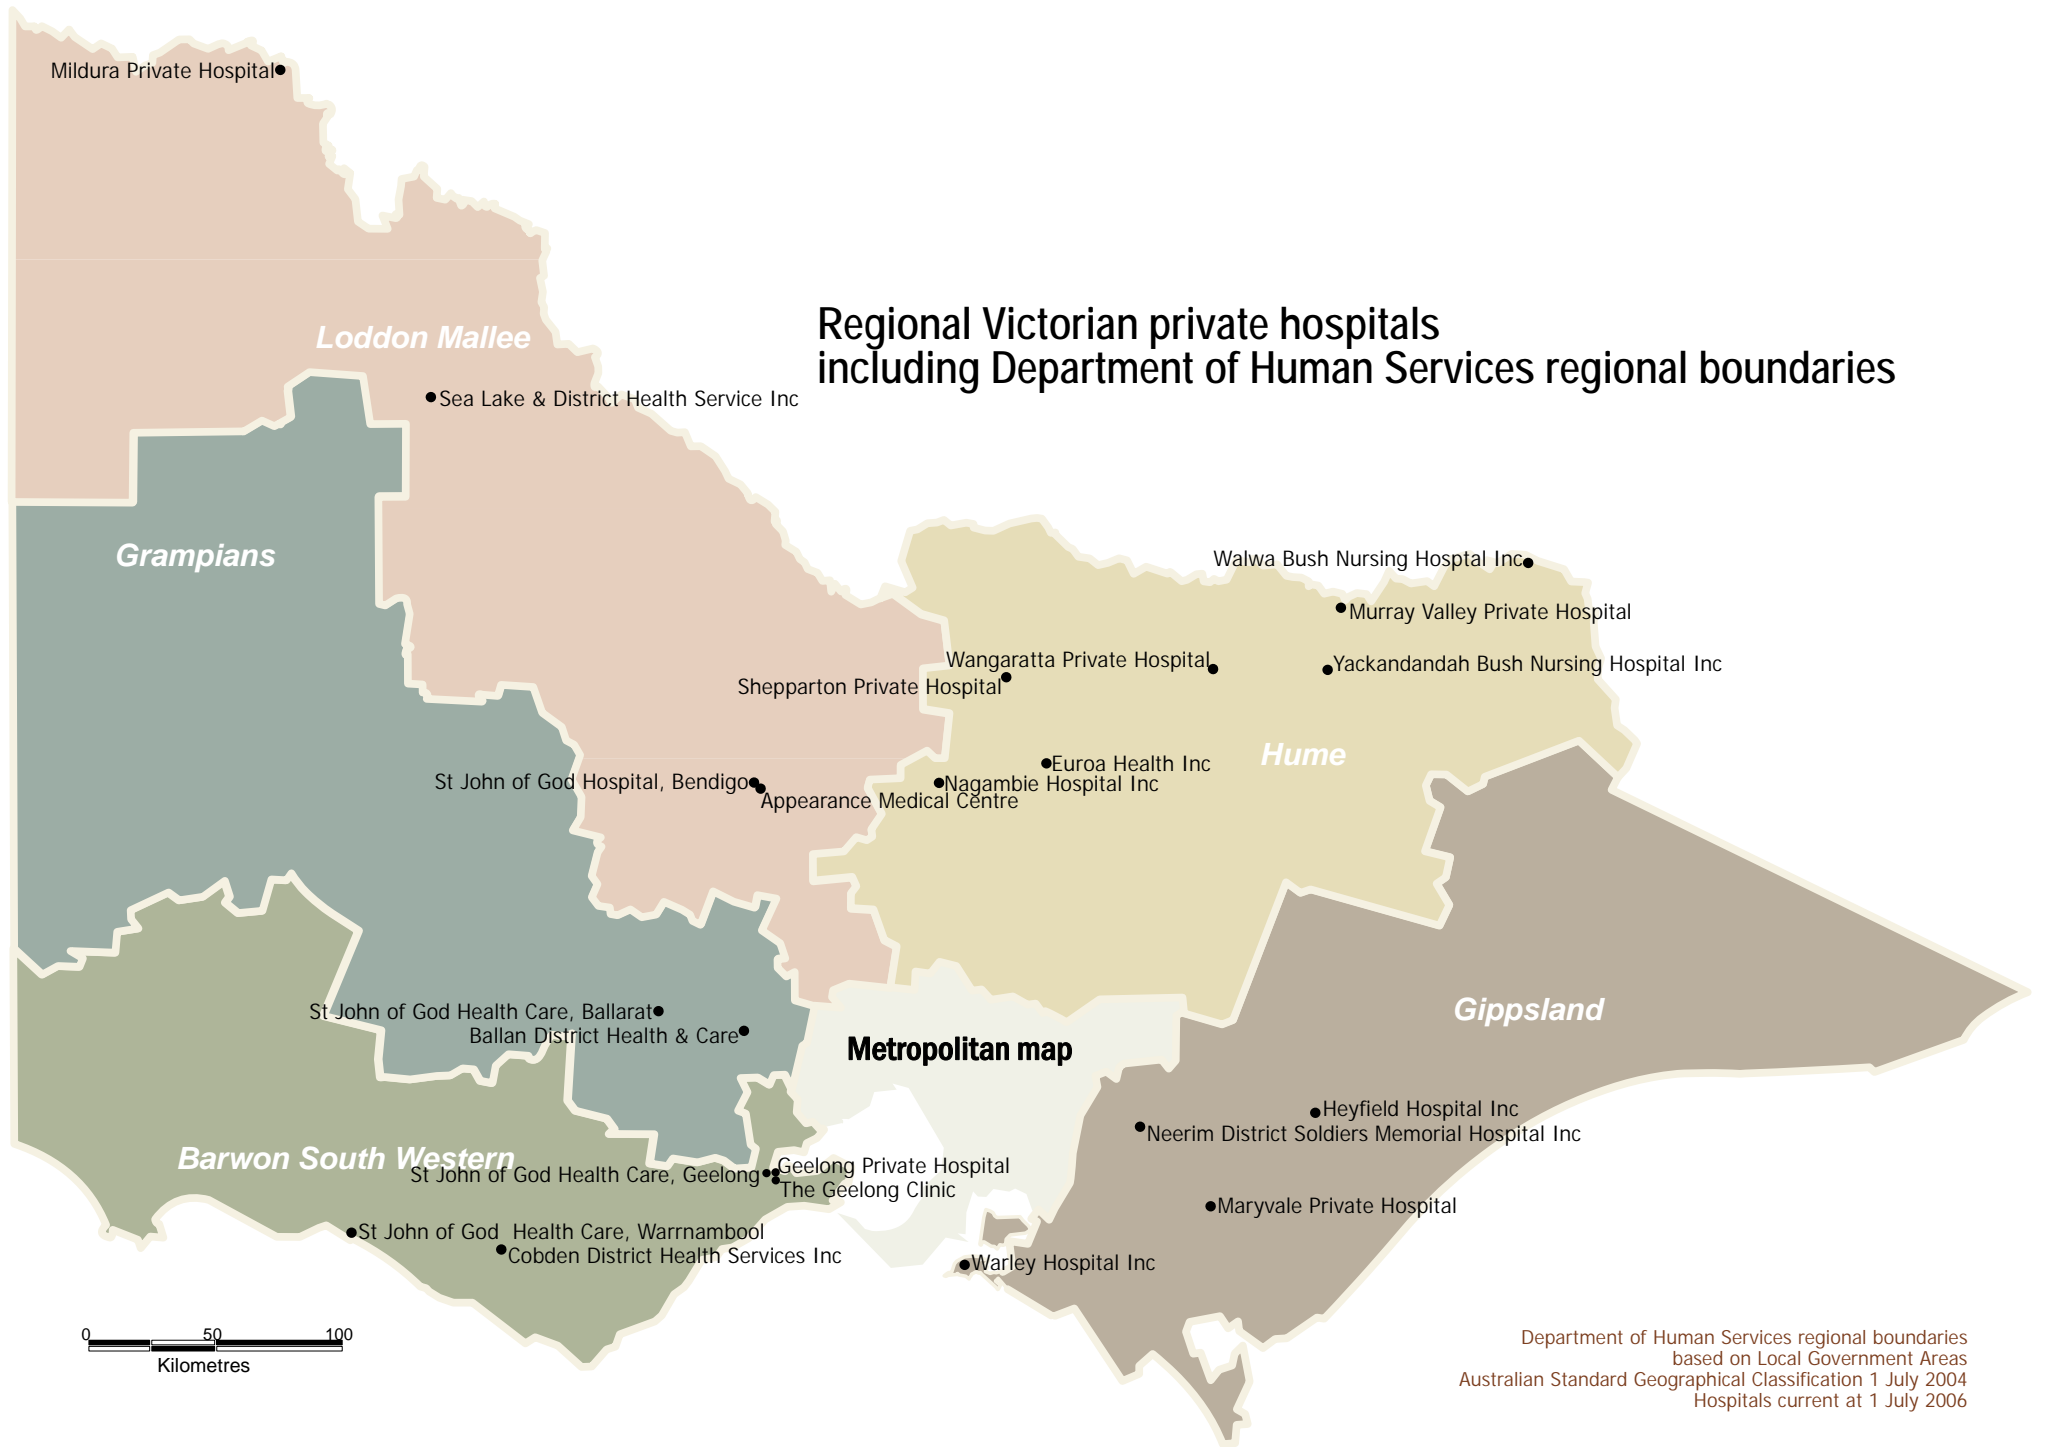 Mildura Private Hospital
Regional Victorian private hospitals
including Department of Human Services regional boundaries
Loddon Mallee
Sea Lake & District Health Service Inc
Grampians
Walwa Bush Nursing Hosptal Inc
Murray Valley Private Hospital
Wangaratta Private Hospital
Yackandandah Bush Nursing Hospital Inc
Shepparton Private Hospital
Hume
Euroa Health Inc
St John of God Hospital, Bendigo
Nagambie Hospital Inc
Appearance Medical Centre
St John of God Health Care, Ballarat
Gippsland
Ballan District Health & Care
Metropolitan map
Heyfield Hospital Inc
Neerim District Soldiers Memorial Hospital Inc
Barwon South Western
Geelong Private Hospital
St John of God Health Care, Geelong
The Geelong Clinic
Maryvale Private Hospital
St John of God  Health Care, Warrnambool
Cobden District Health Services Inc
Warley Hospital Inc
0 50 100
Kilometres
Department of Human Services regional boundaries
based on Local Government Areas
Australian Standard Geographical Classification 1 July 2004
Hospitals current at 1 July 2006